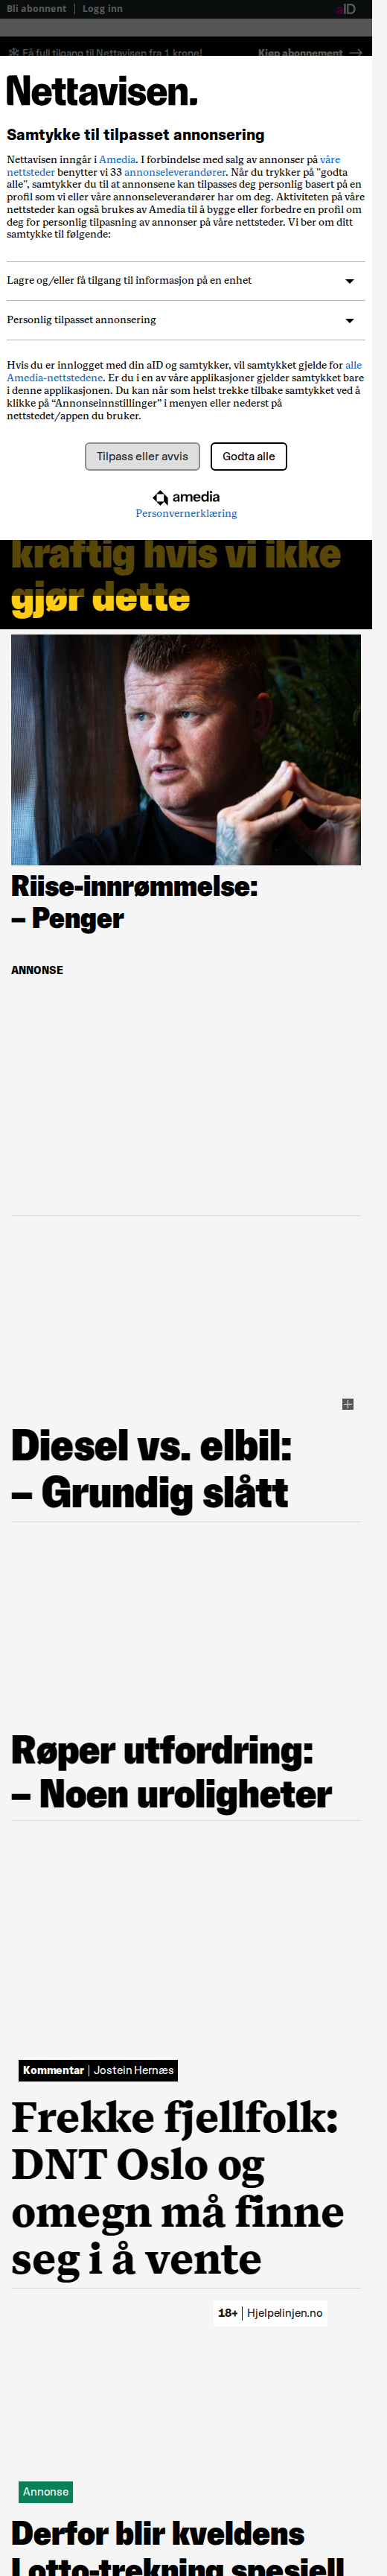 Bli abonnent | Logg inn
aID
Få full tilgang til Nettavisen fra 1 krone! Kjøp abonnement →
Nettavisen.
Samtykke til tilpasset annonsering
Nettavisen inngår i Amedia. I forbindelse med salg av annonser på våre
nettsteder benytter vi 33 annonseleverandører. Når du trykker på "godta
alle", samtykker du til at annonsene kan tilpasses deg personlig basert på en
profil som vi eller våre annonseleverandører har om deg. Aktiviteten på våre
nettsteder kan også brukes av Amedia til å bygge eller forbedre en profil om
deg for personlig tilpasning av annonser på våre nettsteder. Vi ber om ditt
samtykke til følgende:
Lagre og/eller få tilgang til informasjon på en enhet
Personlig tilpasset annonsering
Hvis du er innlogget med din aID og samtykker, vil samtykket gjelde for alle
Amedia-nettstedene. Er du i en av våre applikasjoner gjelder samtykket bare
i denne applikasjonen. Du kan når som helst trekke tilbake samtykket ved å
klikke på “Annonseinnstillinger” i menyen eller nederst på
nettstedet/appen du bruker.
Tilpass eller avvis
Godta alle
amedia
Personvernerklæring
kraftig hvis vi ikke
gjør dette
Riise-innrømmelse:
– Penger
ANNONSE
Diesel vs. elbil:
– Grundig slått
Røper utfordring:
– Noen uroligheter
Kommentar | Jostein Hernæs
Frekke fjellfolk:
DNT Oslo og
omegn må finne
seg i å vente
18+ | Hjelpelinjen.no
Annonse
Derfor blir kveldens
Lotto-trekning spesiell